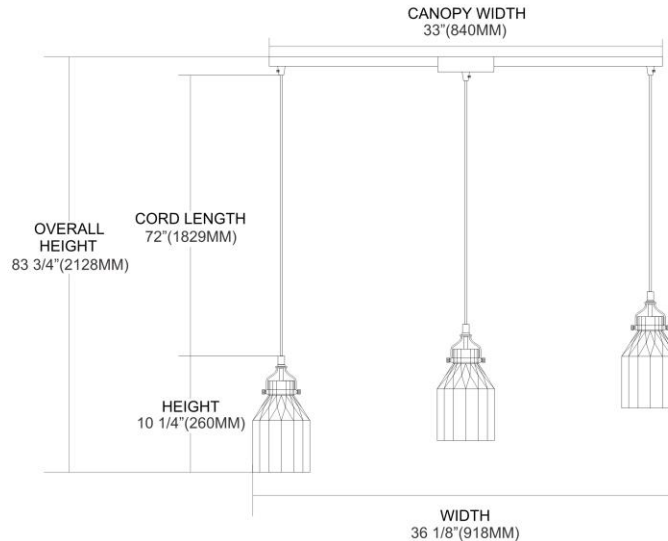 CANOPY WIDTH
33"(840MM)
OVERALL
HEIGHT
83 3/4"(2128MM)
CORD LENGTH
72"(1829MM)
HEIGHT
10 1/4"(260MM)
WIDTH
36 1/8"(918MM)